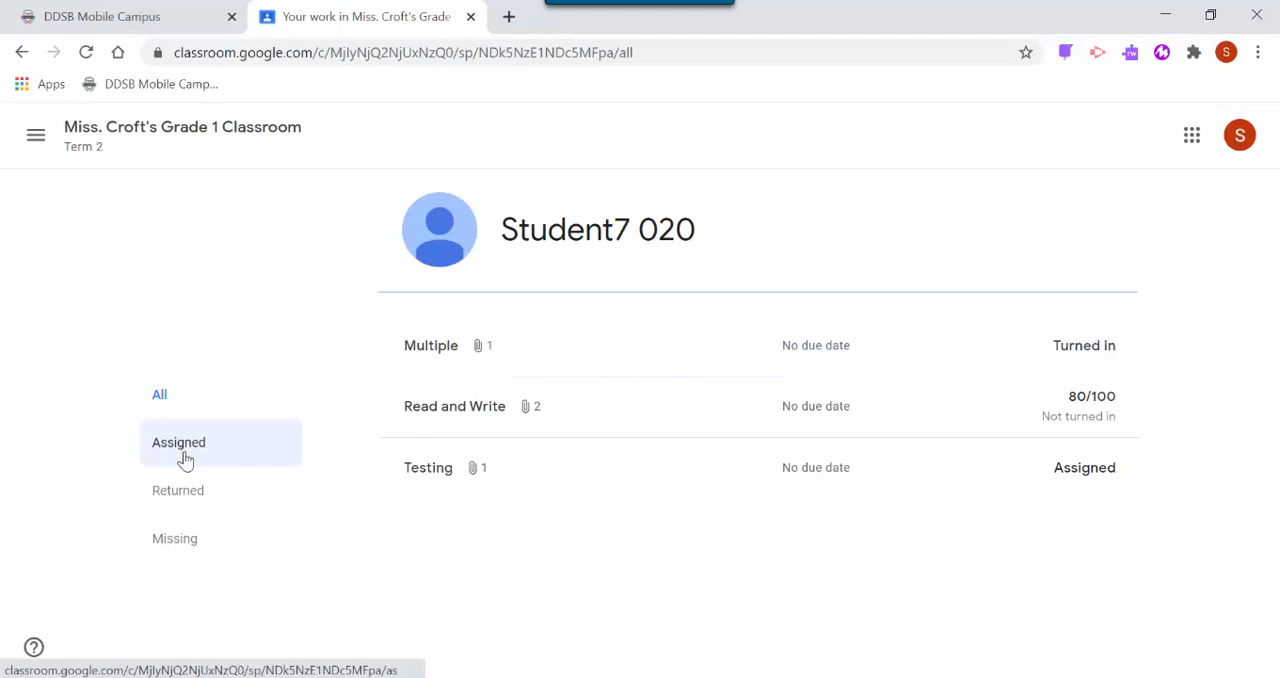 DDSB Mobile Campus
Your work in Miss. Croft's Grade
classroom.google.com/c/MjIyNjQ2NjUxNzQ0/sp/NDk5NzE1NDc5MFpa/all
S
Apps
DDSB Mobile Camp...
Miss. Croft's Grade 1 Classroom
Term 2
S
Student7 020
Multiple 1 No due date Turned in
All
Read and Write 2 No due date 80/100
Not turned in
Assigned
Testing 1 No due date Assigned
Returned
Missing
classroom.google.com/c/MjIyNjQ2NjUxNzQ0/sp/NDk5NzE1NDc5MFpa/as